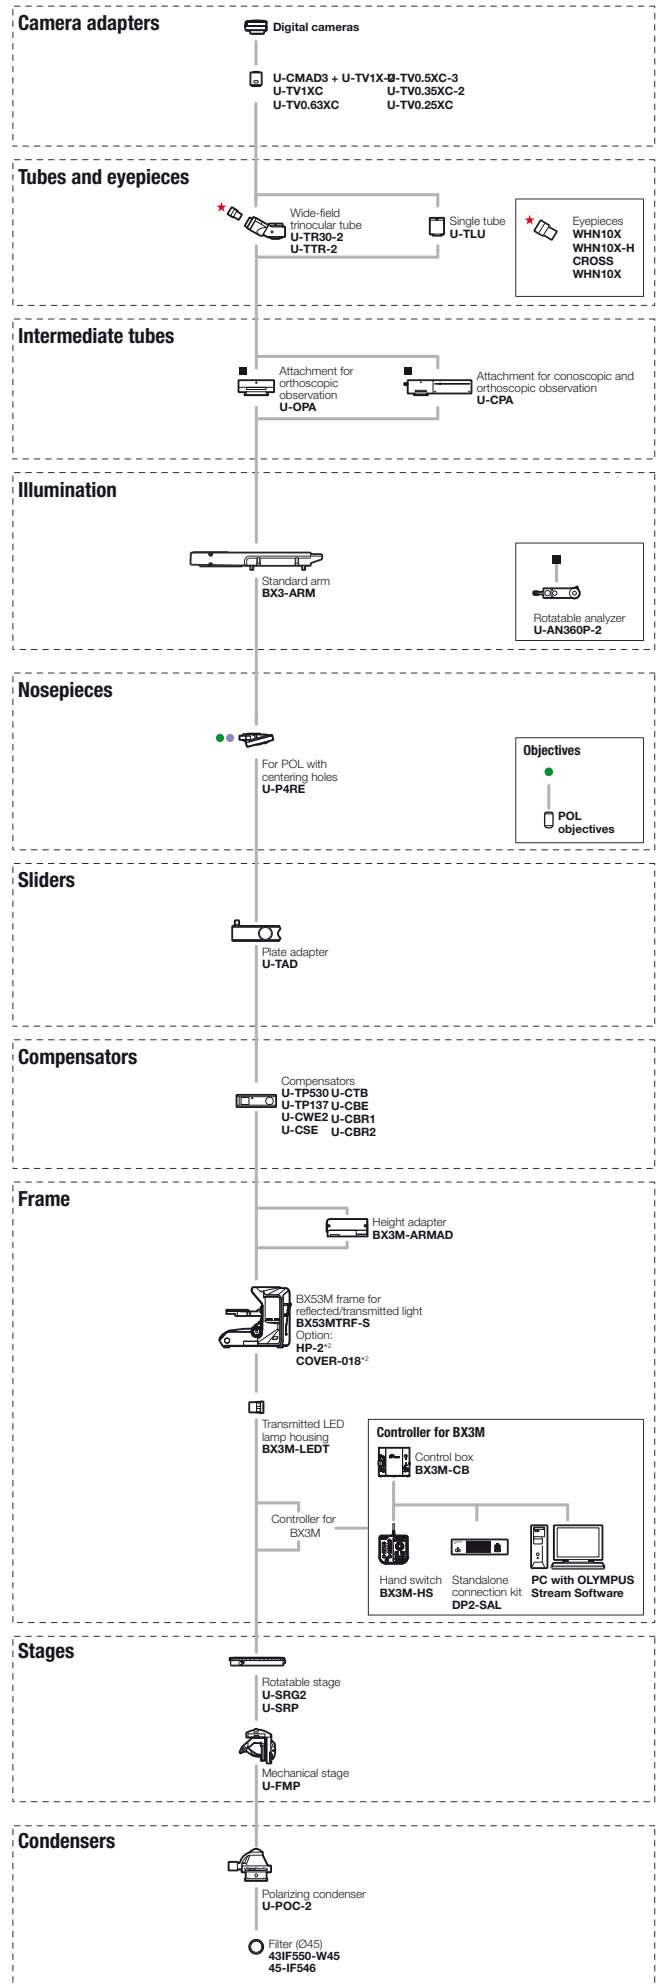 Camera adapters
Digital cameras
U-CMAD3 + U-TV1X-2
U-TV0.5XC-3
U-TV1XC
U-TV0.35XC-2
U-TV0.63XC
U-TV0.25XC
Tubes and eyepieces
Wide-field
trinocular tube
U-TR30-2
U-TTR-2
Single tube
U-TLU
Eyepieces
WHN10X
WHN10X-H
CROSS
WHN10X
Intermediate tubes
Attachment for
orthoscopic
observation
U-OPA
Attachment for conoscopic and
orthoscopic observation
U-CPA
Illumination
Standard arm
BX3-ARM
Rotatable analyzer
U-AN360P-2
Nosepieces
For POL with
centering holes
U-P4RE
Objectives
POL
objectives
Sliders
Plate adapter
U-TAD
Compensators
Compensators
U-TP530 U-CTB
U-TP137 U-CBE
U-CWE2 U-CBR1
U-CSE U-CBR2
Frame
Height adapter
BX3M-ARMAD
BX53M frame for
reflected/transmitted light
BX53MTRF-S
Option:
HP-2*2
COVER-018*2
Transmitted LED
lamp housing
BX3M-LEDT
Controller for
BX3M
Controller for BX3M
Control box
BX3M-CB
Hand switch
BX3M-HS
Standalone
connection kit
DP2-SAL
PC with OLYMPUS
Stream Software
Stages
Rotatable stage
U-SRG2
U-SRP
Mechanical stage
U-FMP
Condensers
Polarizing condenser
U-POC-2
Filter (Ø45)
43IF550-W45
45-IF546